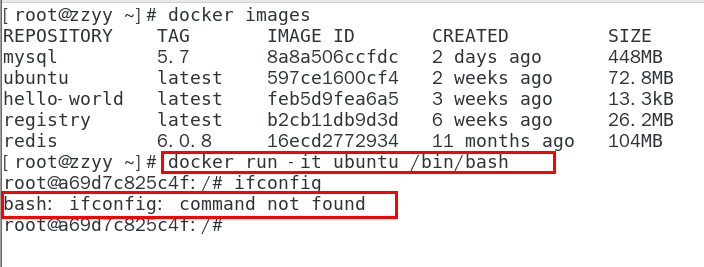 [root@zzyy ~]# docker images
REPOSITORY TAG IMAGE ID CREATED SIZE
mysql 5.7 8a8a506ccfdc 2 days ago 448MB
ubuntu latest 597ce1600cf4 2 weeks ago 72.8MB
hello-world latest feb5d9fea6a5 3 weeks ago 13.3kB
registry latest b2cb11db9d3d 6 weeks ago 26.2MB
redis 6.0.8 16ecd2772934 11 months ago 104MB
[root@zzyy ~]# docker run -it ubuntu /bin/bash
root@a69d7c825c4f:/# ifconfig
bash: ifconfig: command not found
root@a69d7c825c4f:/#